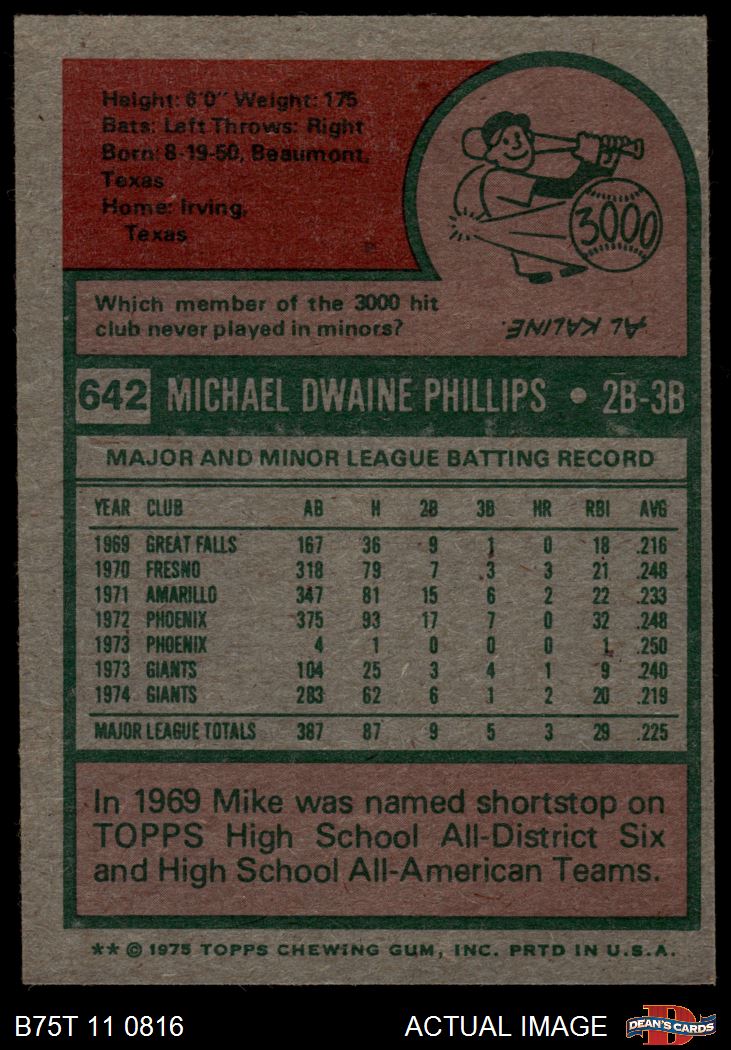 Height: 6'0" Weight: 175
Bats: Left Throws: Right
Born: 8-19-50, Beaumont,
Texas
Home: Irving,
Texas
3000
Which member of the 3000 hit
club never played in minors?
AL KALINE.
642 MICHAEL DWAINE PHILLIPS • 2B-3B
MAJOR AND MINOR LEAGUE BATTING RECORD
YEAR CLUB AB H 2B 3B HR RBI AVG
1969 GREAT FALLS 167 36 9 1 0 18 .216
1970 FRESNO 318 79 7 3 3 21 .248
1971 AMARILLO 347 81 15 6 2 22 .233
1972 PHOENIX 375 93 17 7 0 32 .248
1973 PHOENIX 4 1 0 0 0 1 .250
1973 GIANTS 104 25 3 4 1 9 .240
1974 GIANTS 283 62 6 1 2 20 .219
MAJOR LEAGUE TOTALS 387 87 9 5 3 29 .225
In 1969 Mike was named shortstop on
TOPPS High School All-District Six
and High School All-American Teams.
** © 1975 TOPPS CHEWING GUM, INC. PRTD IN U.S.A.
B75T 11 0816 ACTUAL IMAGE
DEAN'S CARDS